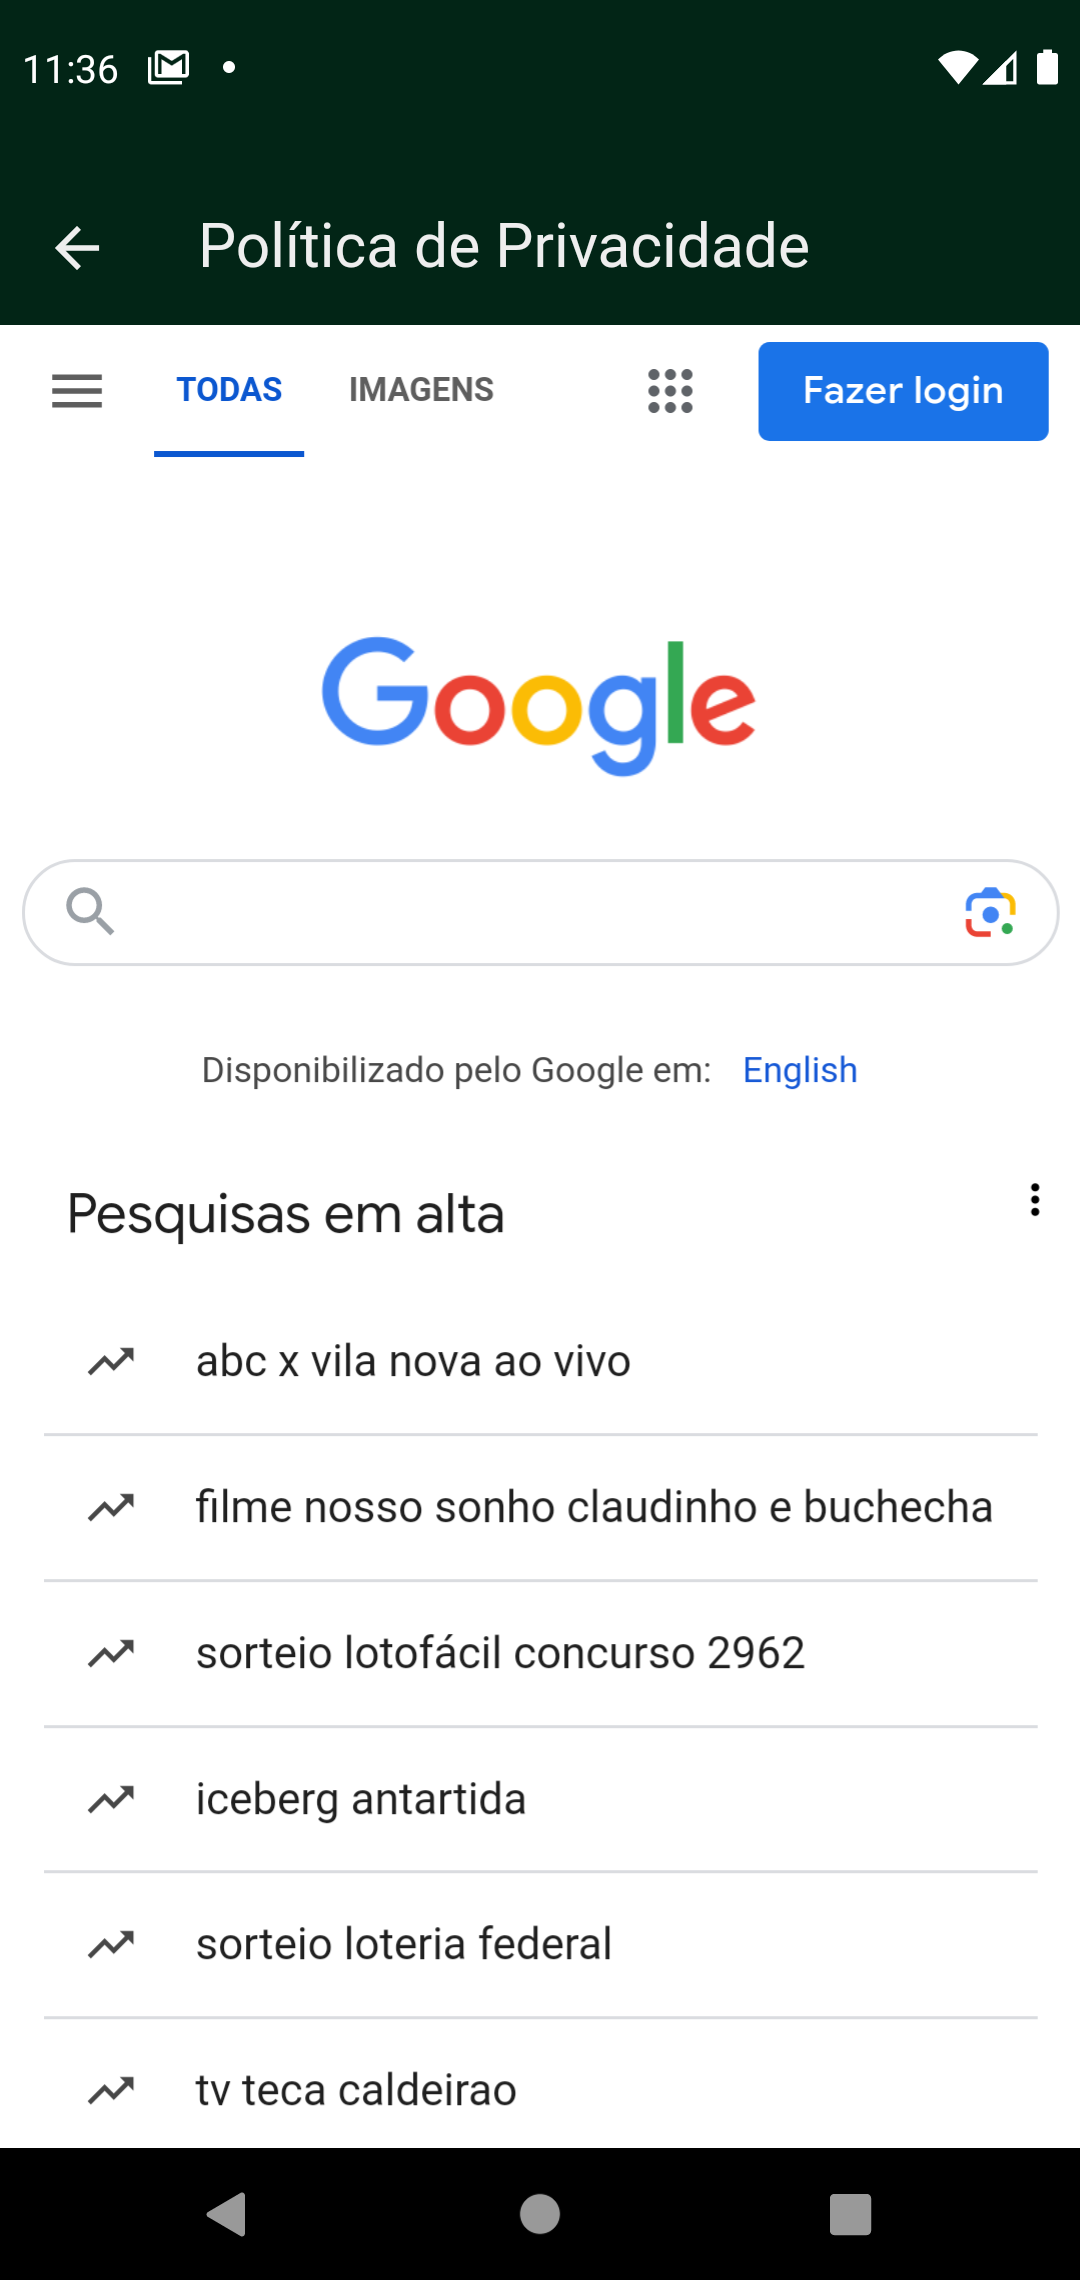 11:36
Política de Privacidade
TODAS IMAGENS Fazer login
Google
Disponibilizado pelo Google em: English
Pesquisas em alta
abc x vila nova ao vivo
filme nosso sonho claudinho e buchecha
sorteio lotofácil concurso 2962
iceberg antartida
sorteio loteria federal
tv teca caldeirao